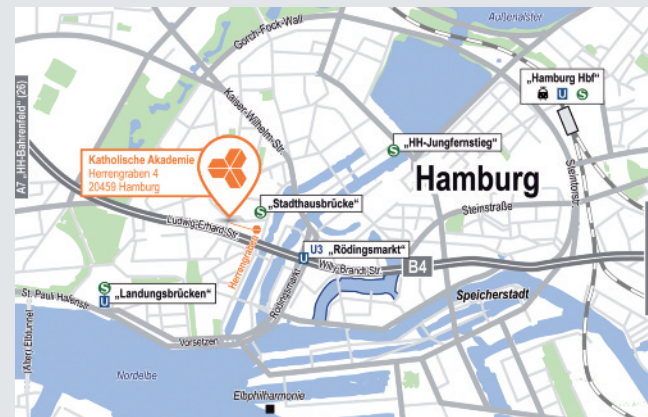 Außenalster
Gorch-Fock-Wall
„Hamburg Hbf“
U S
A7 „HH-Bahrenfeld“ (26)
Kaiser-Wilhelm-Str.
Katholische Akademie
Herrengraben 4
20459 Hamburg
S „HH-Jungfernstieg“
Hamburg
Steintorstr.
S „Stadthausbrücke“
Steinstraße
Ludwig-Erhard-Str.
Herrengraben
U3 „Rödingsmarkt“
U
Willy-Brandt-Str.
B4
Rödingsmarkt
S
U
„Landungsbrücken“
St. Pauli Hafenstr.
Speicherstadt
(Alter) Elbtunnel
Vorsetzen
Nordelbe
Elbphilharmonie